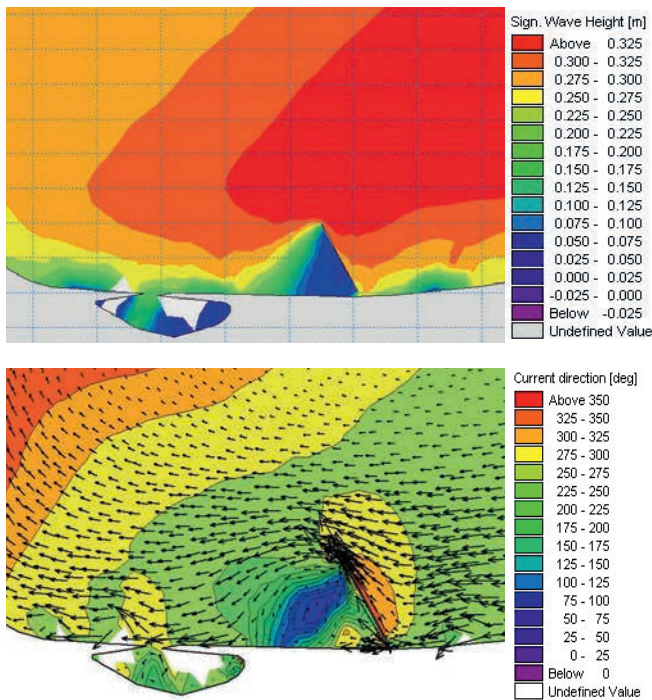 Sign. Wave Height [m]
Above 0.325
0.300 - 0.325
0.275 - 0.300
0.250 - 0.275
0.225 - 0.250
0.200 - 0.225
0.175 - 0.200
0.150 - 0.175
0.125 - 0.150
0.100 - 0.125
0.075 - 0.100
0.050 - 0.075
0.025 - 0.050
0.000 - 0.025
-0.025 - 0.000
Below -0.025
Undefined Value
Current direction [deg]
Above 350
325 - 350
300 - 325
275 - 300
250 - 275
225 - 250
200 - 225
175 - 200
150 - 175
125 - 150
100 - 125
75 - 100
50 - 75
25 - 50
0 - 25
Below 0
Undefined Value